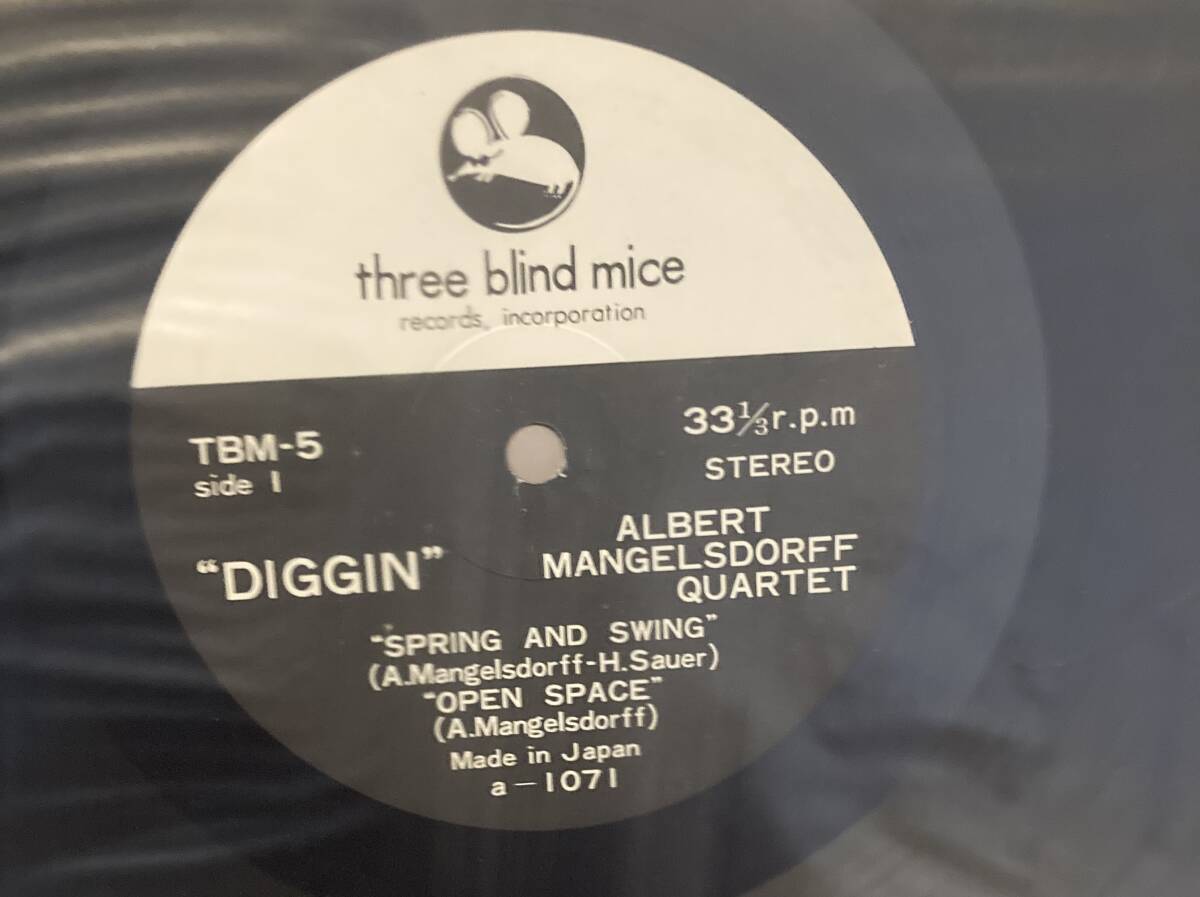 three blind mice
records, incorporation
TBM-5
side 1
33⅓r.p.m
STEREO
"DIGGIN"
ALBERT
MANGELSDORFF
QUARTET
"SPRING AND SWING"
(A.Mangelsdorff-H.Sauer)
"OPEN SPACE"
(A.Mangelsdorff)
Made in Japan
a-1071